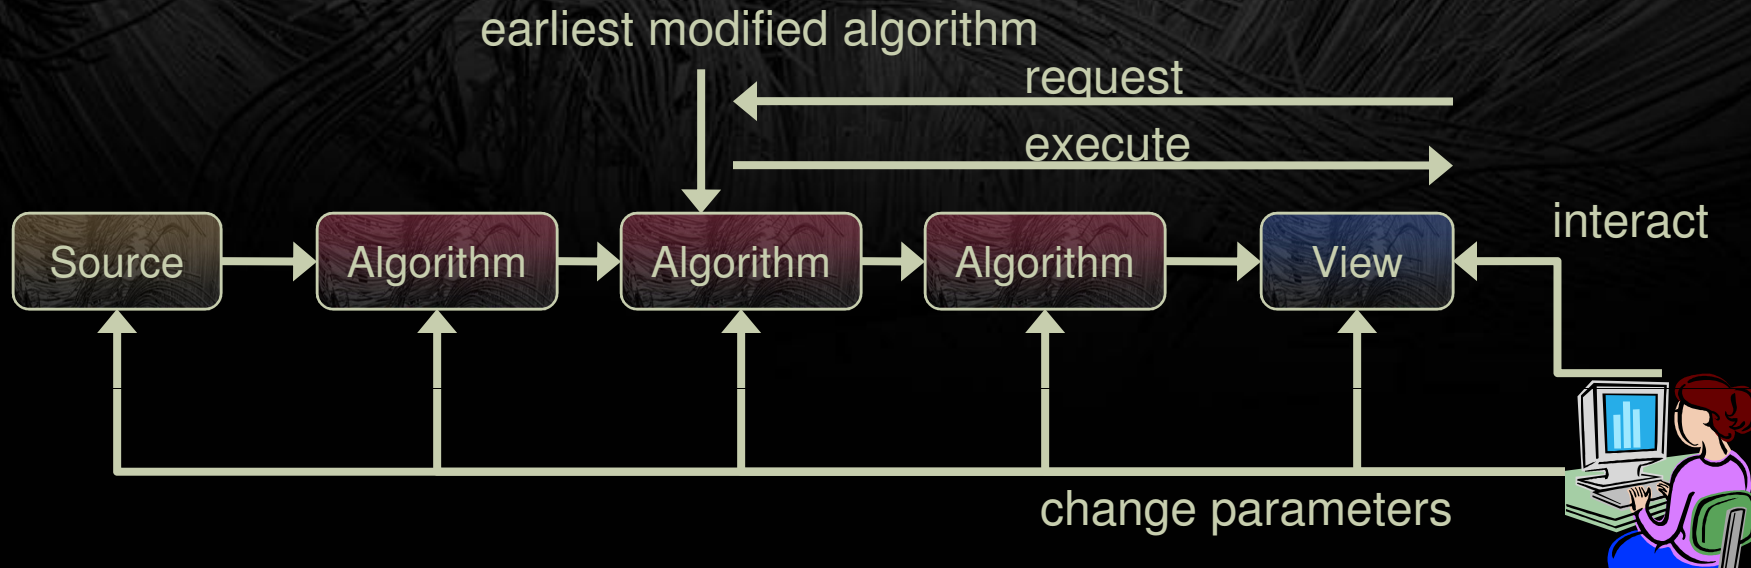 earliest modified algorithm
request
execute
interact
Source
Algorithm
Algorithm
Algorithm
View
change parameters